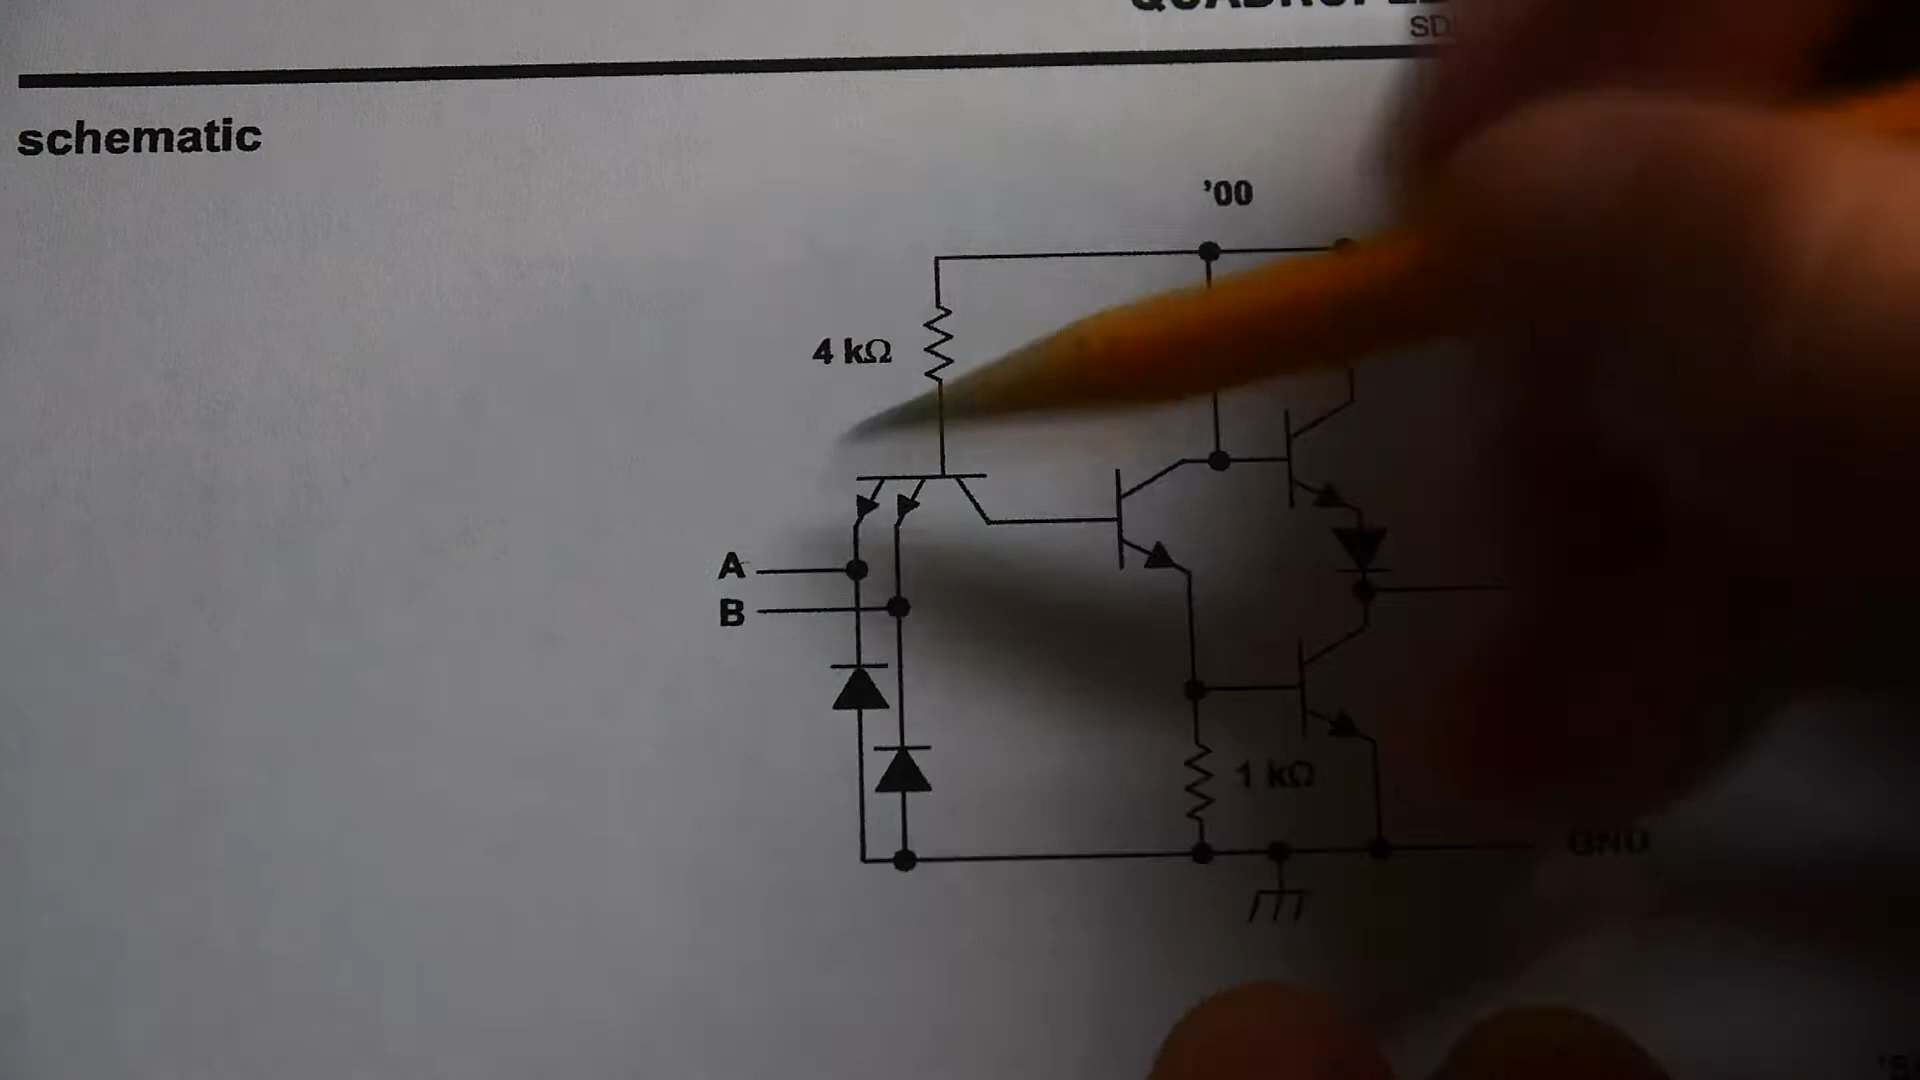 schematic
'00
4 kΩ
A
B
1 kΩ
GND